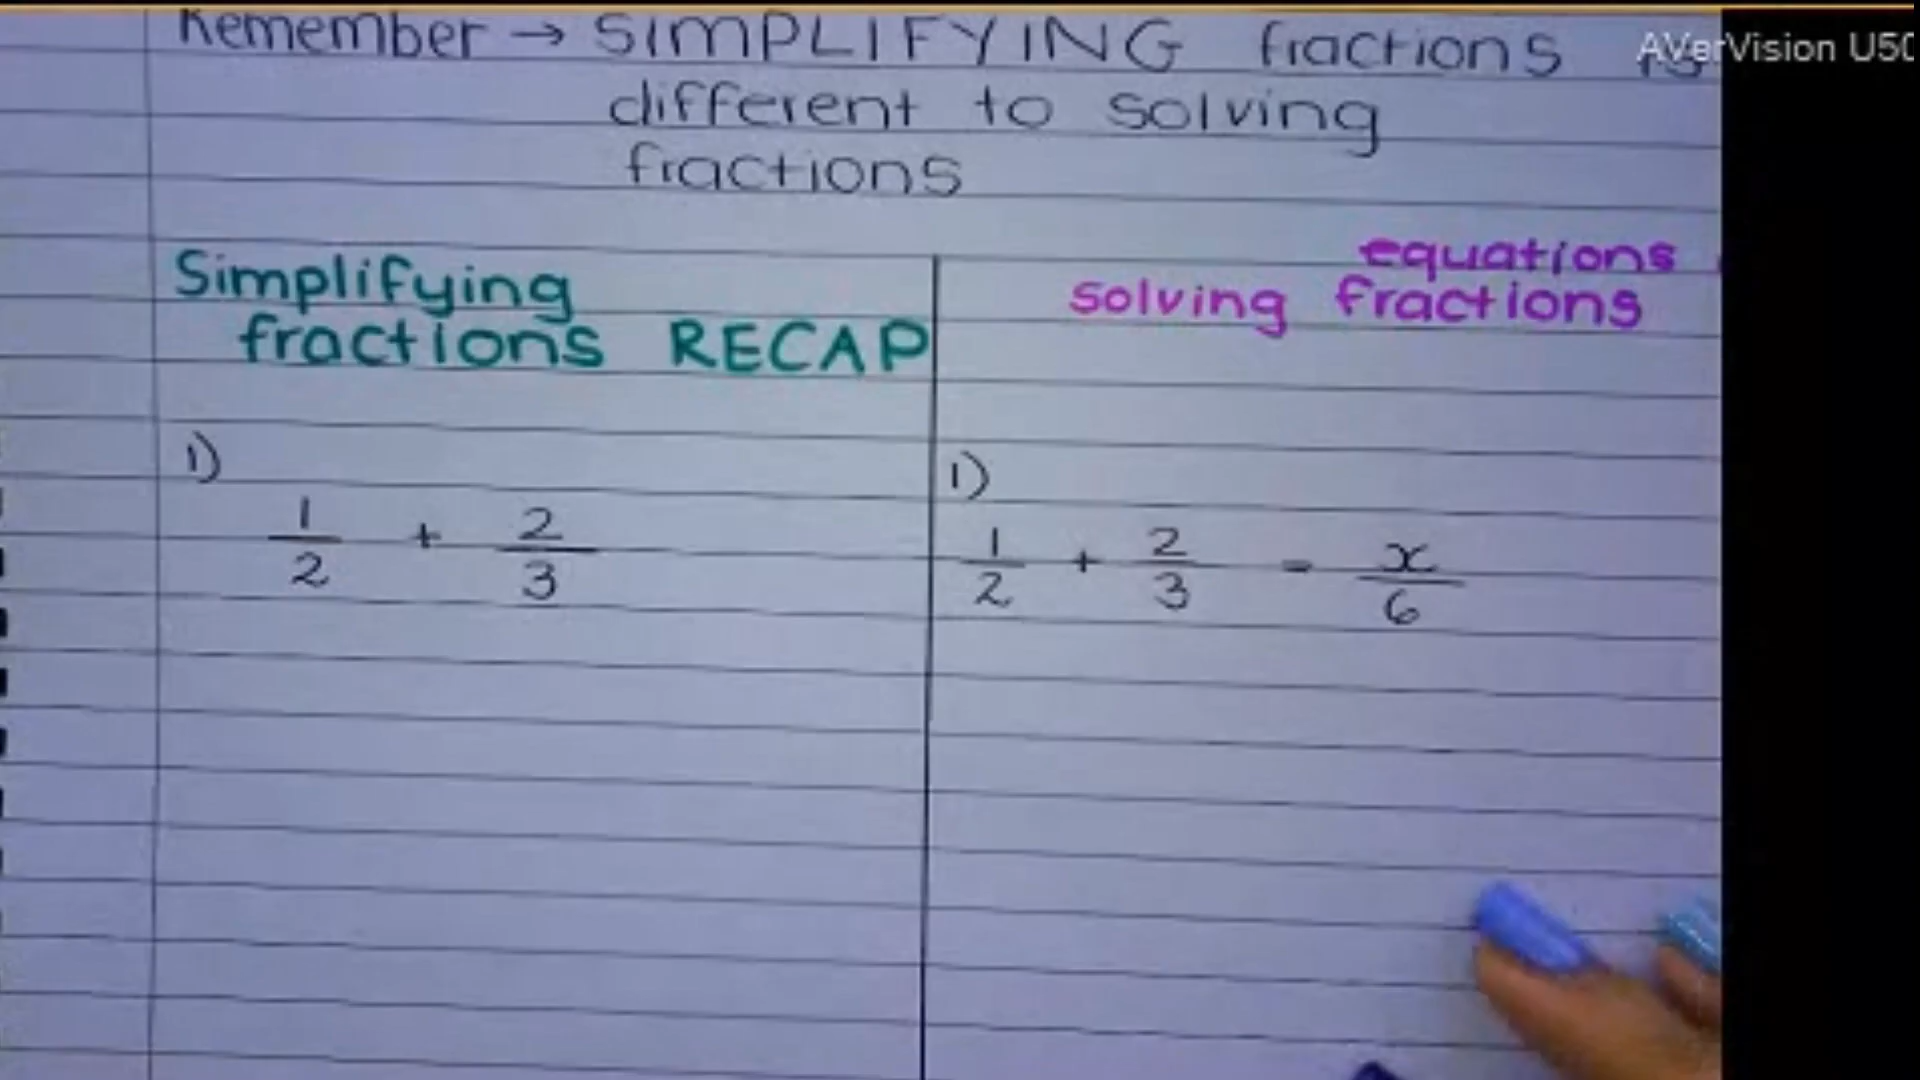 Remember → SIMPLIFYING fractions is
different to solving
fractions
Simplifying
fractions RECAP
1)
1/2 + 2/3
equations
solving fractions
1)
1/2 + 2/3 = x/6
AVerVision U50